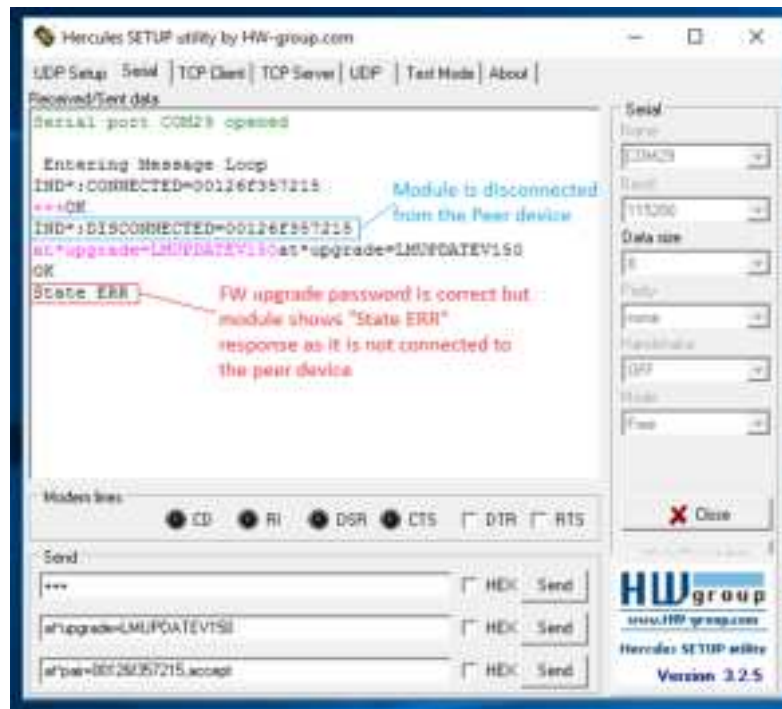 Hercules SETUP utility by HW-group.com
UDP Setup Serial TCP Client TCP Server UDP Test Mode About
Received/Sent data
Serial port COM29 opened
Entering Message Loop
IND*:CONNECTED=00126f357215
+++OK
IND*:DISCONNECTED=00126f357215
at*upgrade=LMUPDATEV150at*upgrade=LMUPDATEV150
OK
State ERR
Module is disconnected
from the Peer device
FW upgrade password is correct but
module shows "State ERR"
response as it is not connected to
the peer device
Serial
Name
COM29
Baud
115200
Data size
8
Parity
none
Handshake
OFF
Mode
Free
Close
Modem lines
CD RI DSR CTS DTR RTS
Send
+++ HEX Send
at*upgrade=LMUPDATEV150 HEX Send
at*pair=00126f357215,accept HEX Send
HW group
www.HW-group.com
Hercules SETUP utility
Version 3.2.5